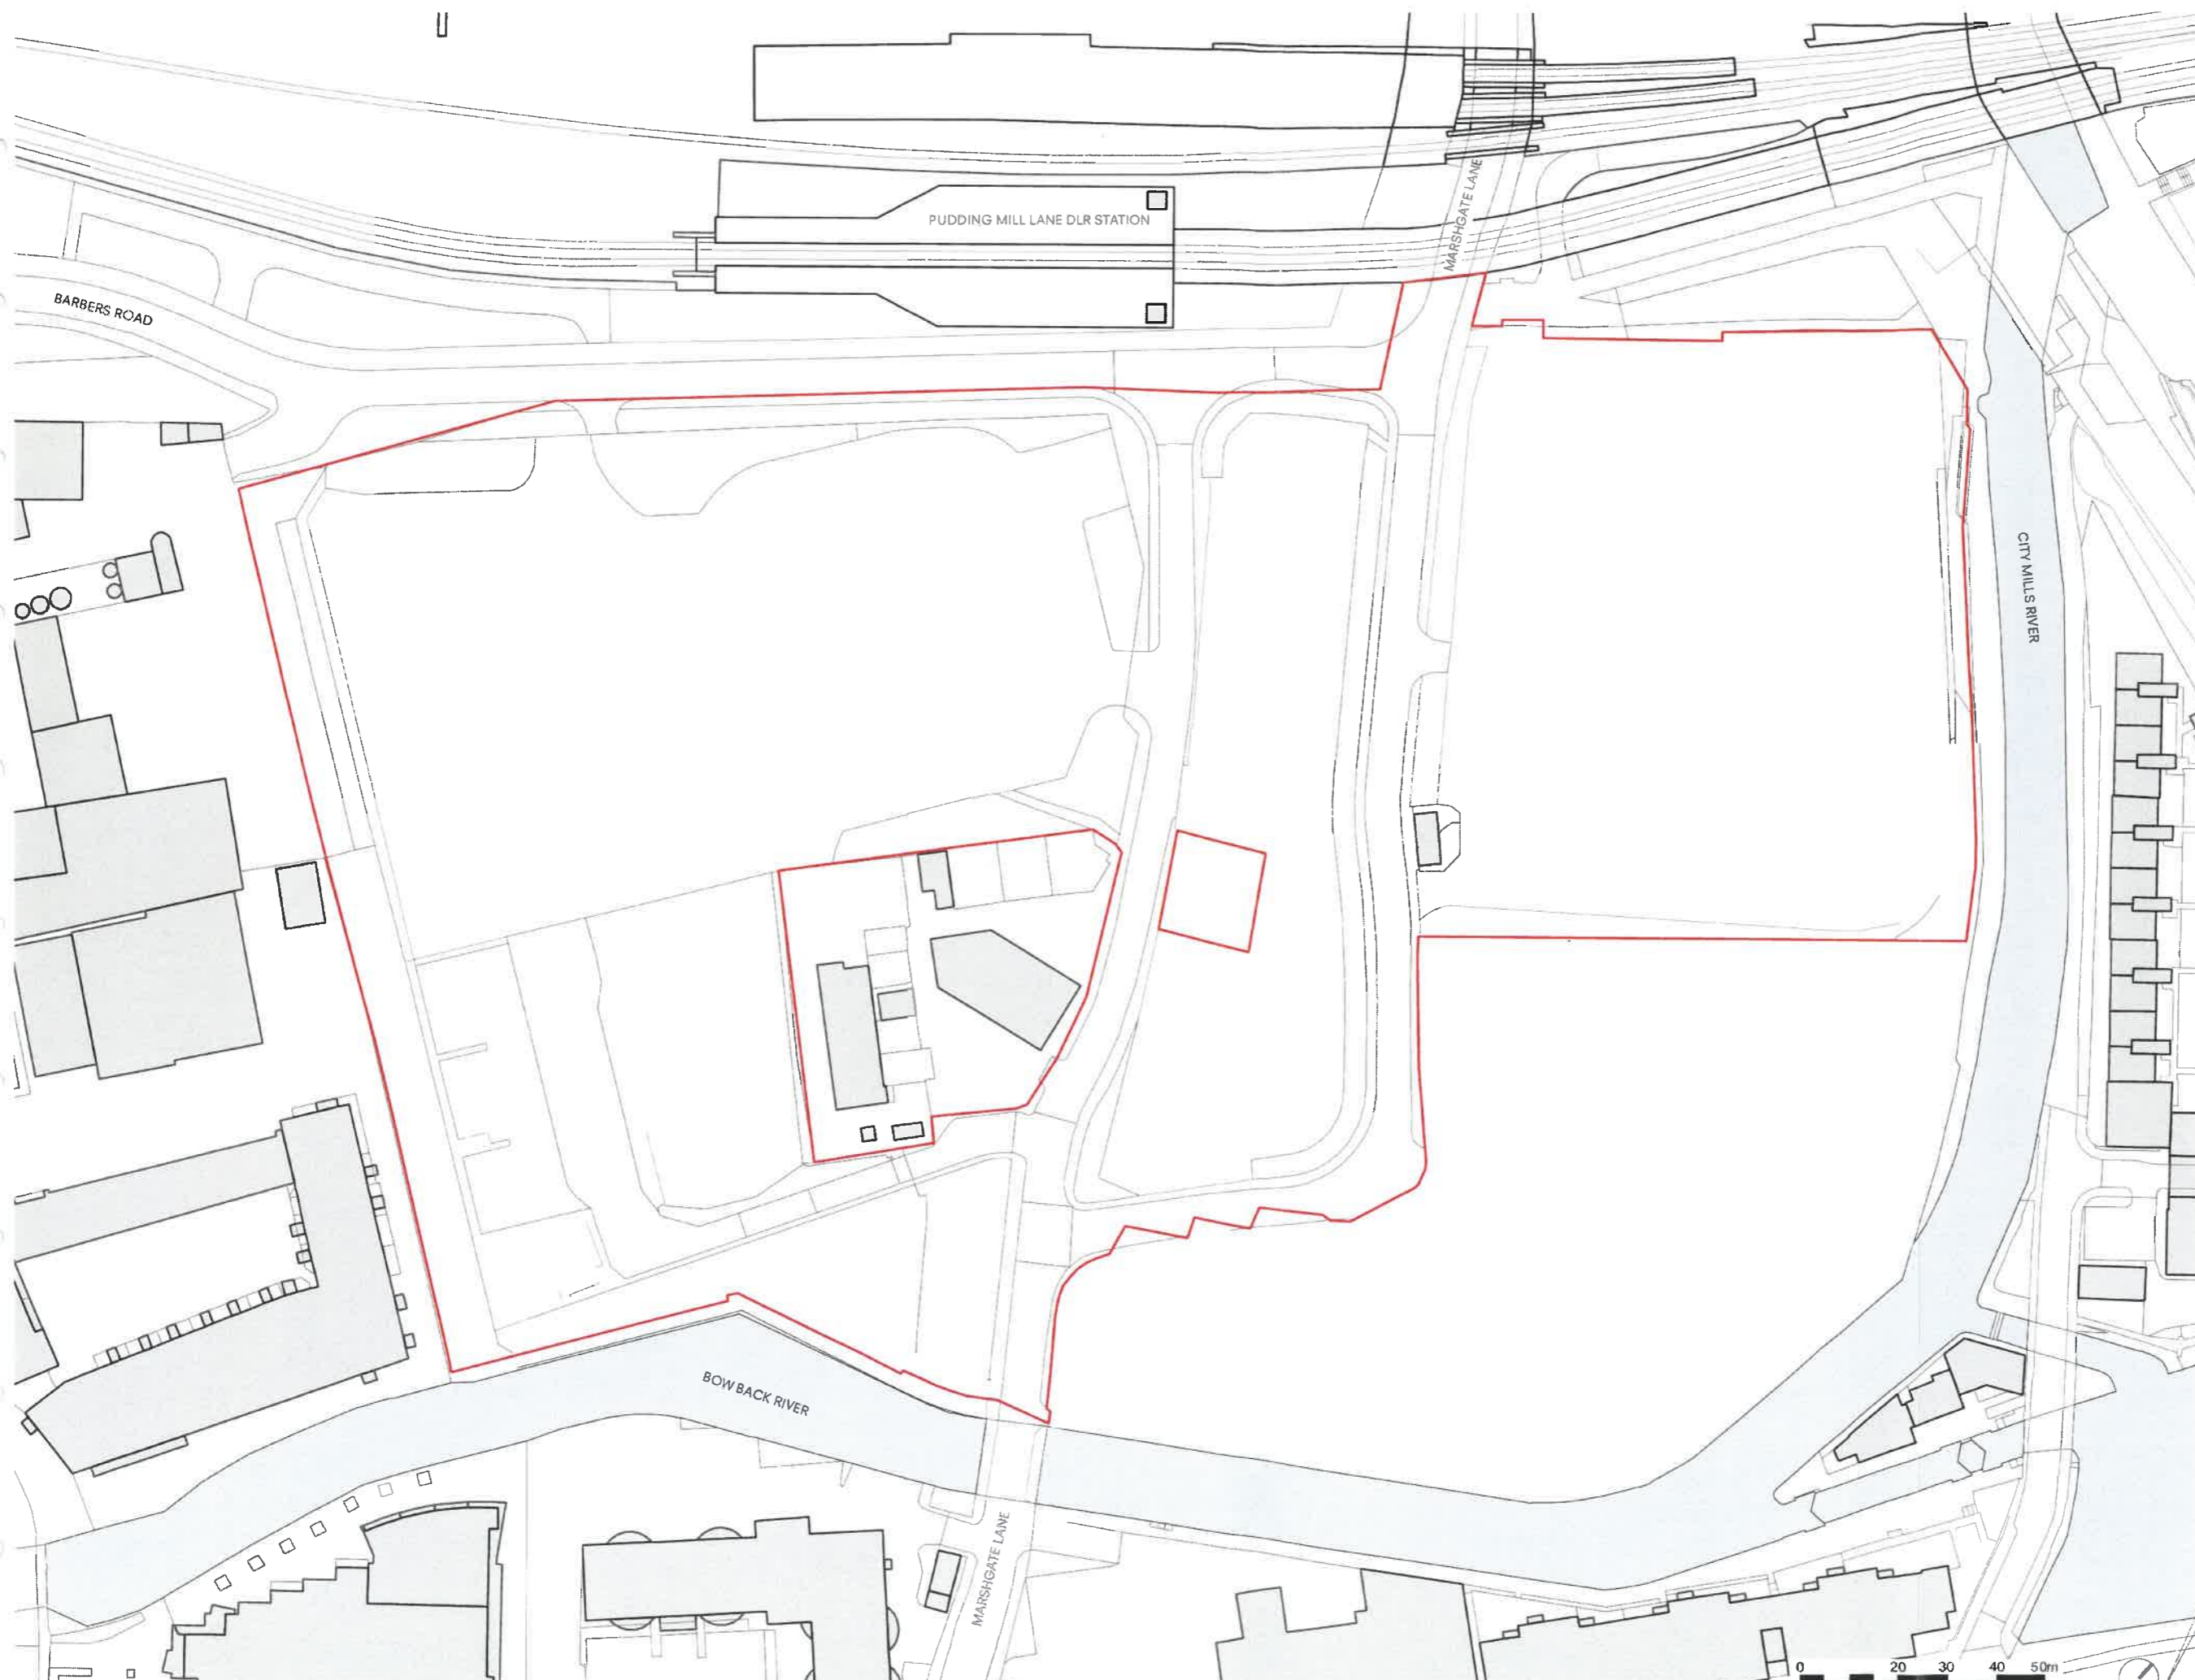 MARSHGATE LANE
PUDDING MILL LANE DLR STATION
BARBERS ROAD
CITY MILLS RIVER
BOW BACK RIVER
MARSHGATE LANE
0 20 30 40 50m